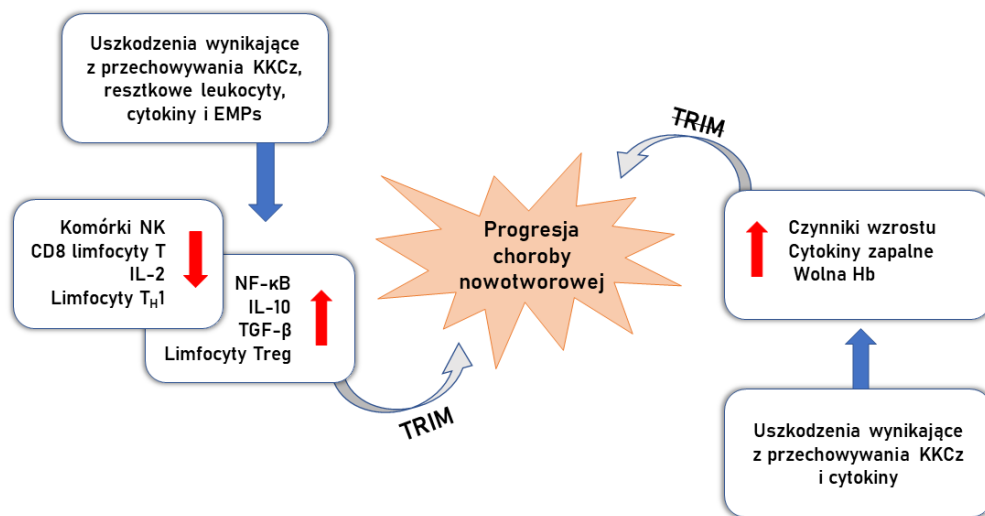 Uszkodzenia wynikające
z przechowywania KKCz,
resztkowe leukocyty,
cytokiny i EMPs
Komórki NK
CD8 limfocyty T
IL-2
Limfocyty T_H1
NF-κB
IL-10
TGF-β
Limfocyty Treg
TRIM
Progresja
choroby
nowotworowej
TRIM
Czynniki wzrostu
Cytokiny zapalne
Wolna Hb
Uszkodzenia wynikające
z przechowywania KKCz
i cytokiny